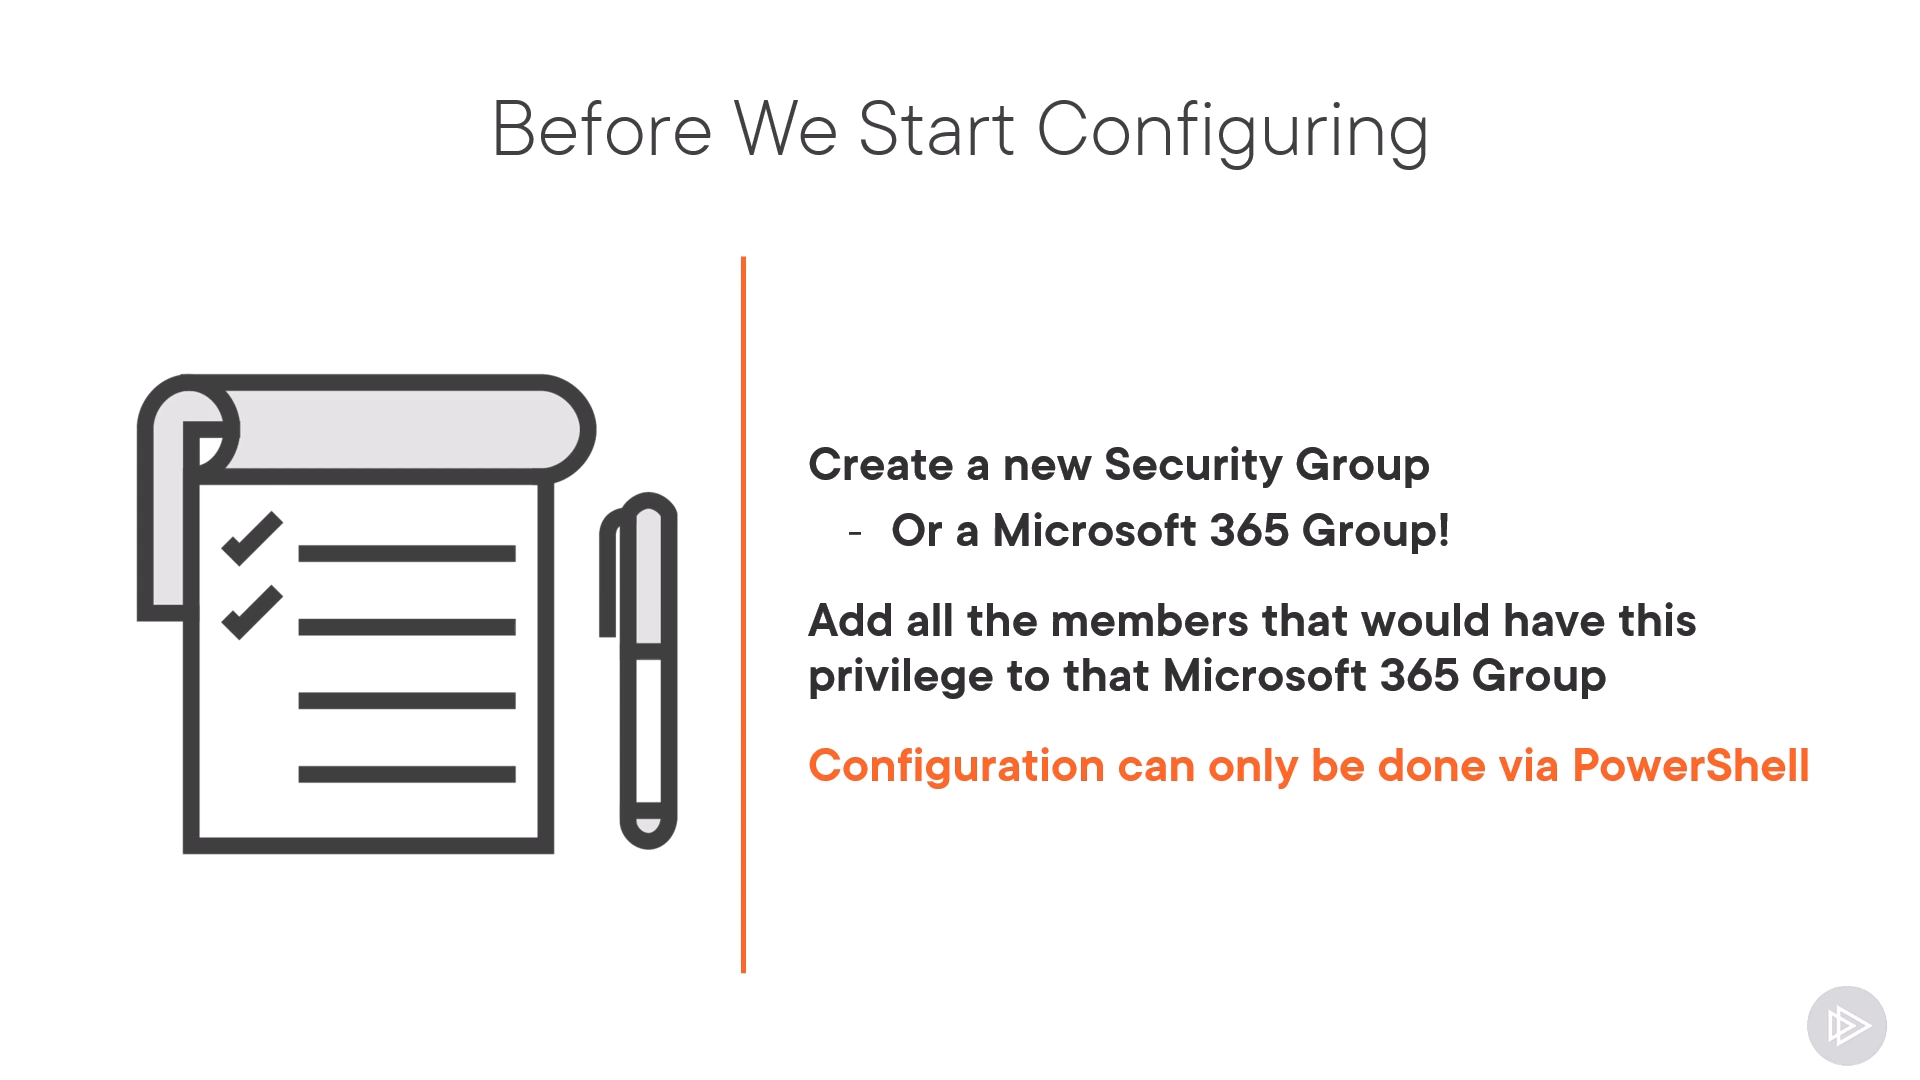 Before We Start Configuring
Create a new Security Group
- Or a Microsoft 365 Group!
Add all the members that would have this
privilege to that Microsoft 365 Group
Configuration can only be done via PowerShell